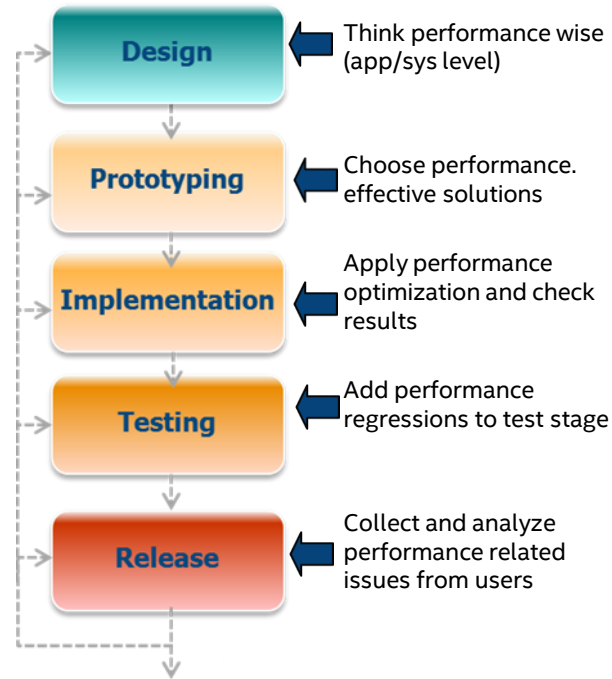 Design
Think performance wise
(app/sys level)
Prototyping
Choose performance.
effective solutions
Implementation
Apply performance
optimization and check
results
Testing
Add performance
regressions to test stage
Release
Collect and analyze
performance related
issues from users